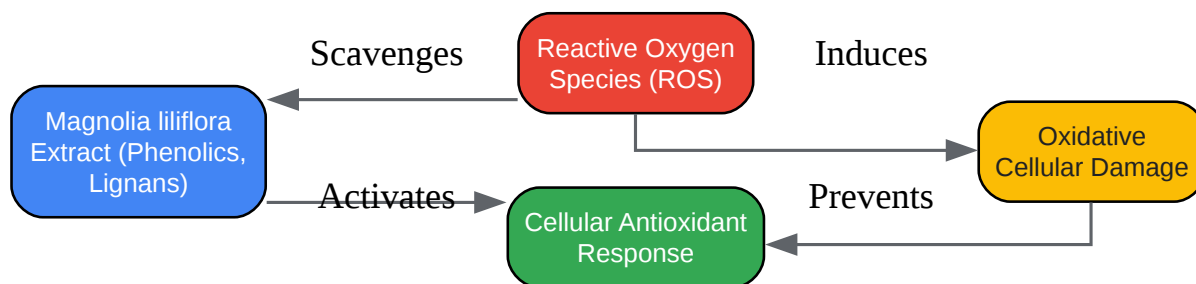 Scavenges
Reactive Oxygen
Species (ROS)
Induces
Magnolia liliflora
Extract (Phenolics,
Lignans)
Oxidative
Cellular Damage
Activates
Cellular Antioxidant
Response
Prevents